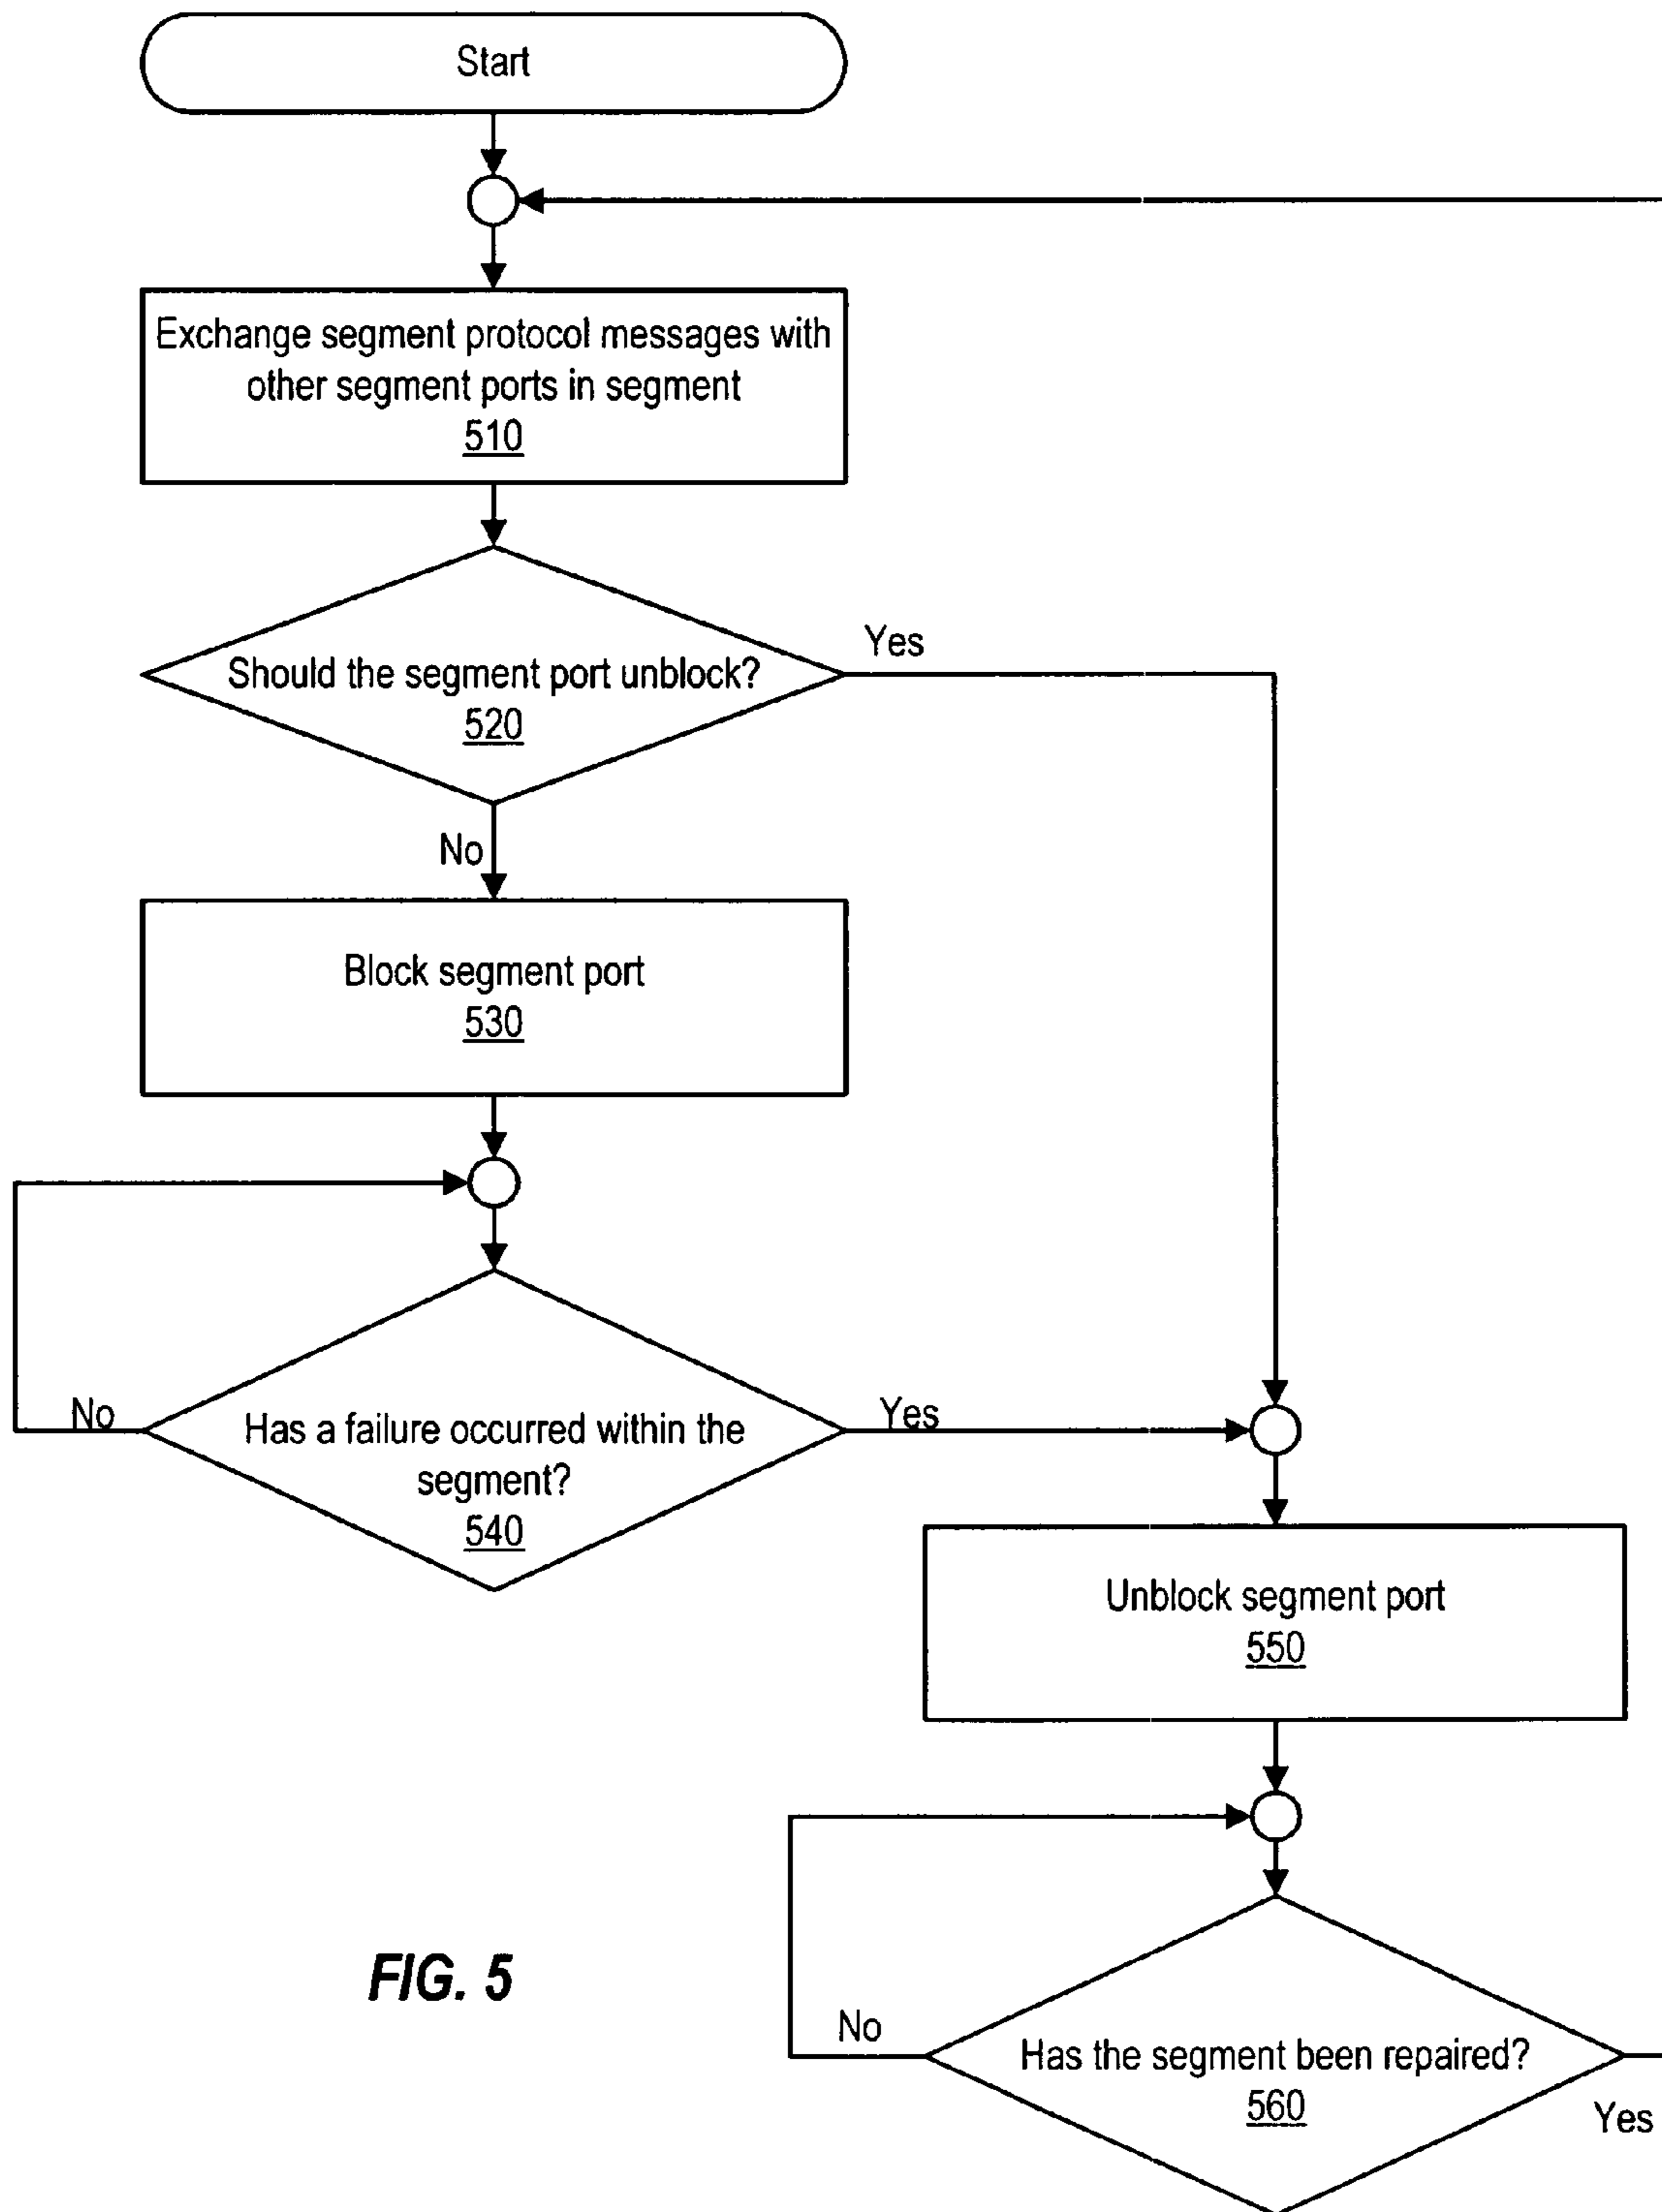 Start
Exchange segment protocol messages with
other segment ports in segment
510
Should the segment port unblock?
520
Yes
No
Block segment port
530
Has a failure occurred within the
segment?
540
No
Yes
Unblock segment port
550
Has the segment been repaired?
560
No
Yes
FIG. 5